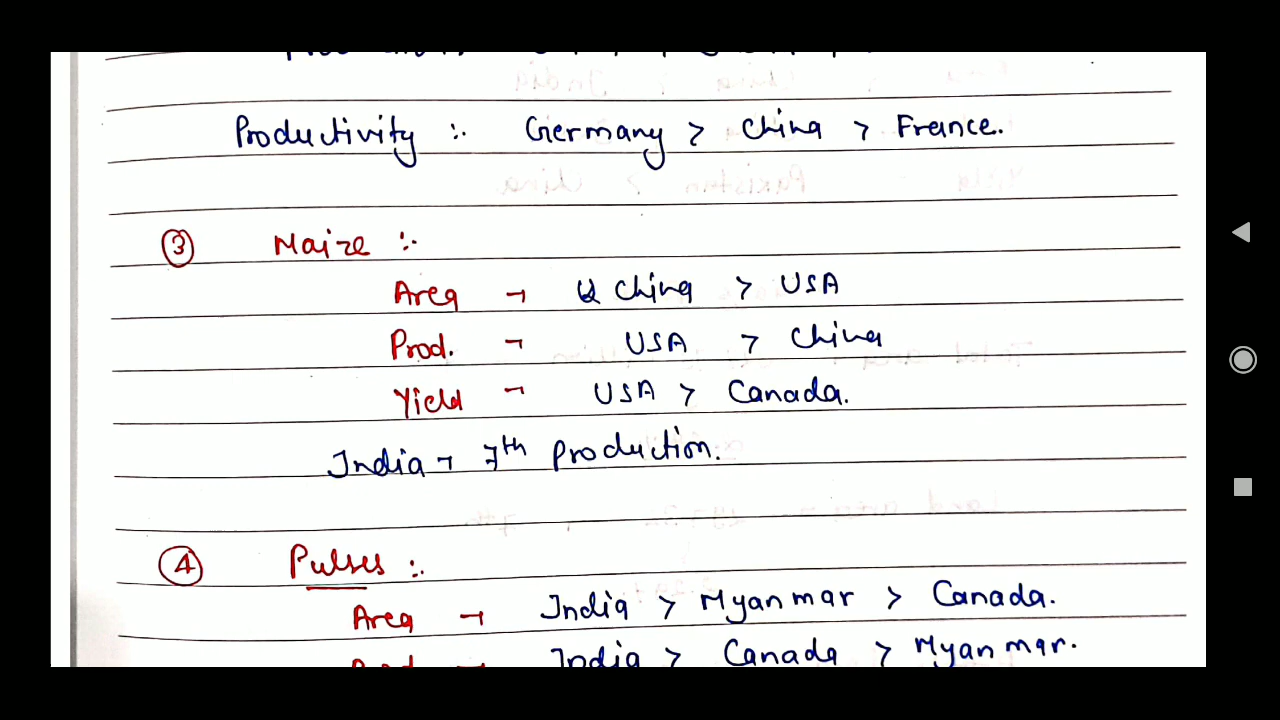 Productivity :. Germany > China > France.
③ Maize :.
Area → China > USA
Prod. → USA > China
Yield → USA > Canada.
India → 7th Production.
④ Pulses :.
Area → India > Myanmar > Canada.
Prod → India > Canada > Myanmar.